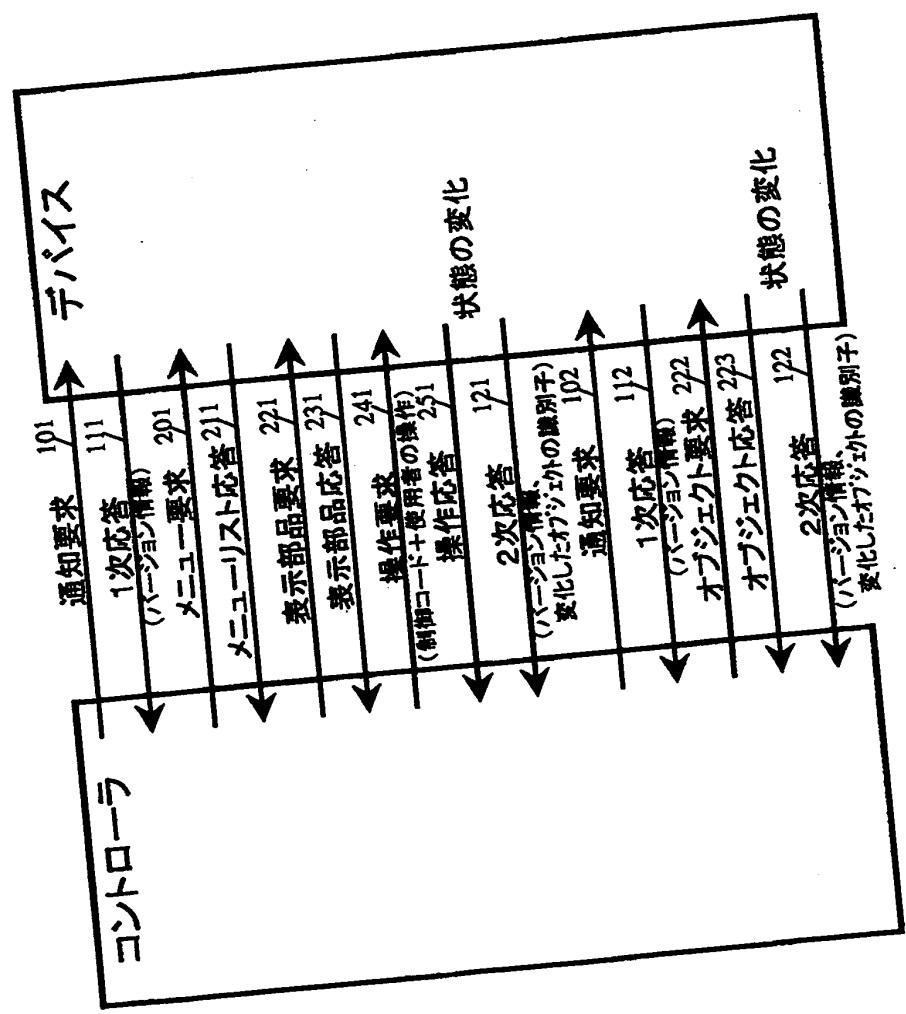 コントローラ
デバイス
通知要求
101
1次応答
111
(バージョン情報)
メニュー要求
201
メニューリスト応答
211
表示部品要求
221
表示部品応答
231
操作要求
241
(制御コード+使用者の操作)
操作応答
251
状態の変化
2次応答
121
(バージョン情報、
変化したオブジェクトの識別子)
通知要求
102
1次応答
112
(バージョン情報)
オブジェクト要求
222
オブジェクト応答
223
状態の変化
2次応答
122
(バージョン情報、
変化したオブジェクトの識別子)